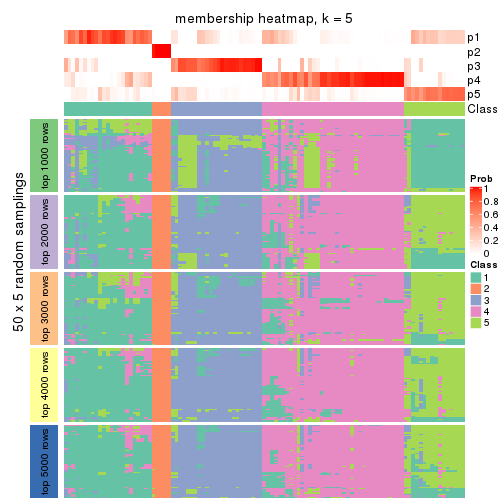 membership heatmap, k = 5
p1
p2
p3
p4
p5
Class
50 x 5 random samplings
top 1000 rows
top 2000 rows
top 3000 rows
top 4000 rows
top 5000 rows
Prob
1
0.8
0.6
0.4
0.2
0
Class
1
2
3
4
5